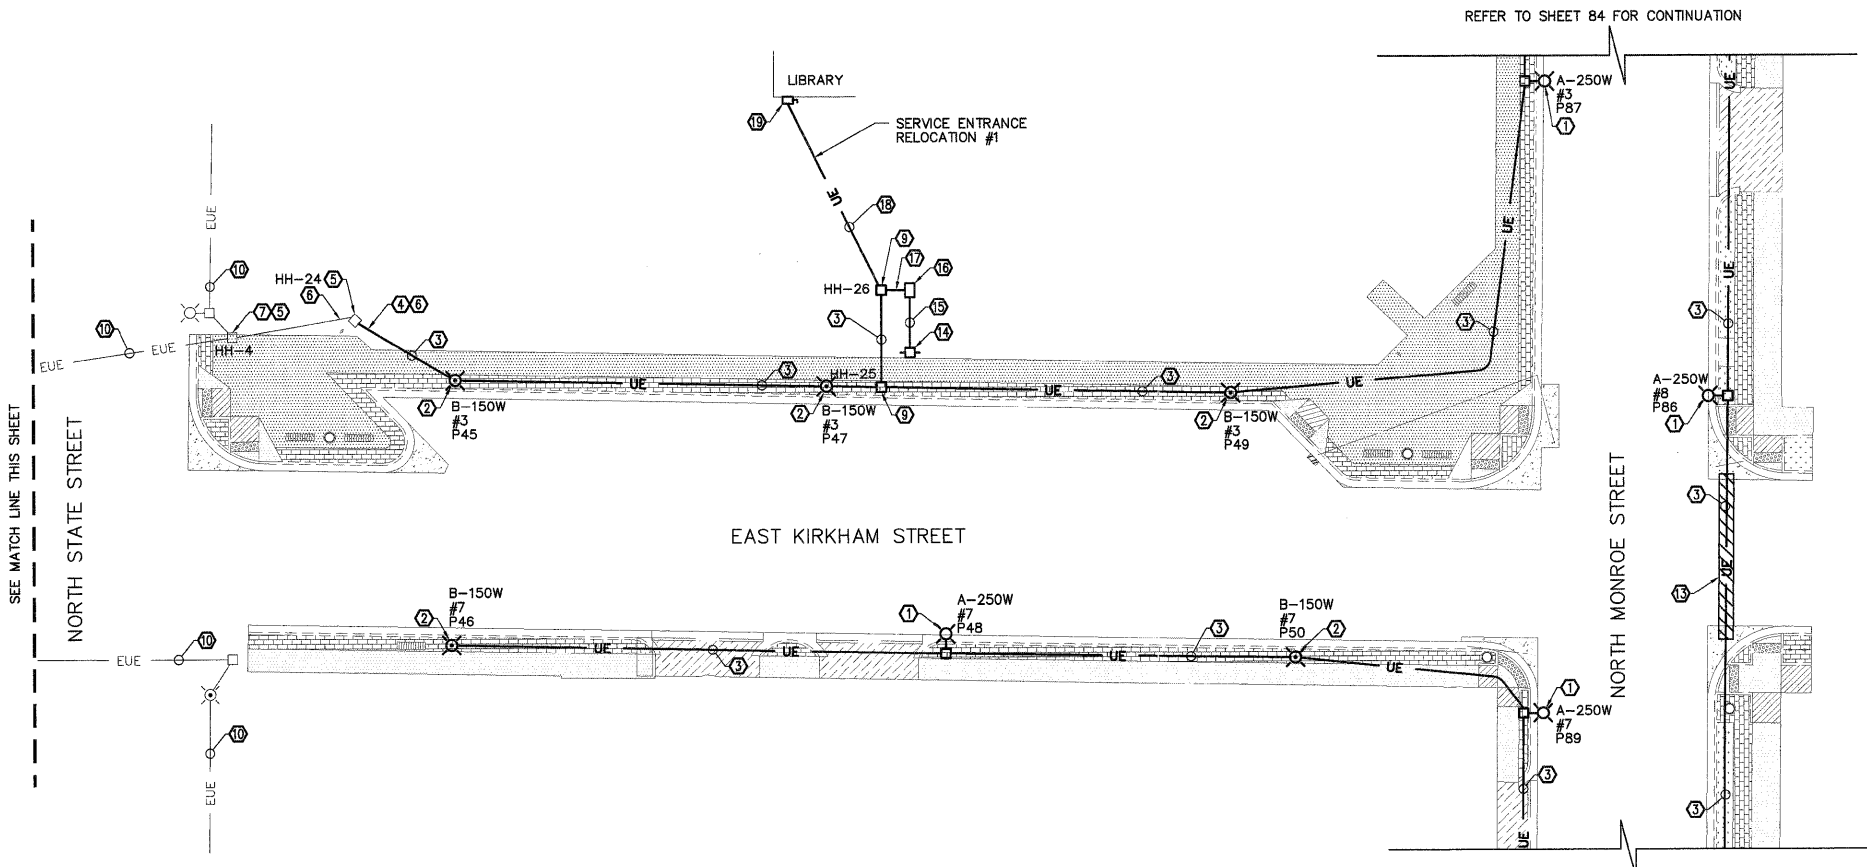 REFER TO SHEET 84 FOR CONTINUATION
LIBRARY
19
SERVICE ENTRANCE
RELOCATION #1
UE
18
9
17
16
HH-26
15
14
3
HH-25
9
EUE
10
HH-24
5
6
4
6
7
5
HH-4
10
EUE
EUE
3
2
B-150W
#3
P45
UE
3
2
B-150W
#3
P47
UE
3
2
B-150W
#3
P49
UE
3
UE
A-250W
#3
P87
1
UE
UE
3
A-250W
#8
P86
1
3
UE
13
3
SEE MATCH LINE THIS SHEET
NORTH STATE STREET
EAST KIRKHAM STREET
NORTH MONROE STREET
10
EUE
10
EUE
B-150W
#7
P46
2
UE
3
UE
A-250W
#7
P48
1
UE
3
B-150W
#7
P50
2
UE
1
A-250W
#7
P89
3
UE